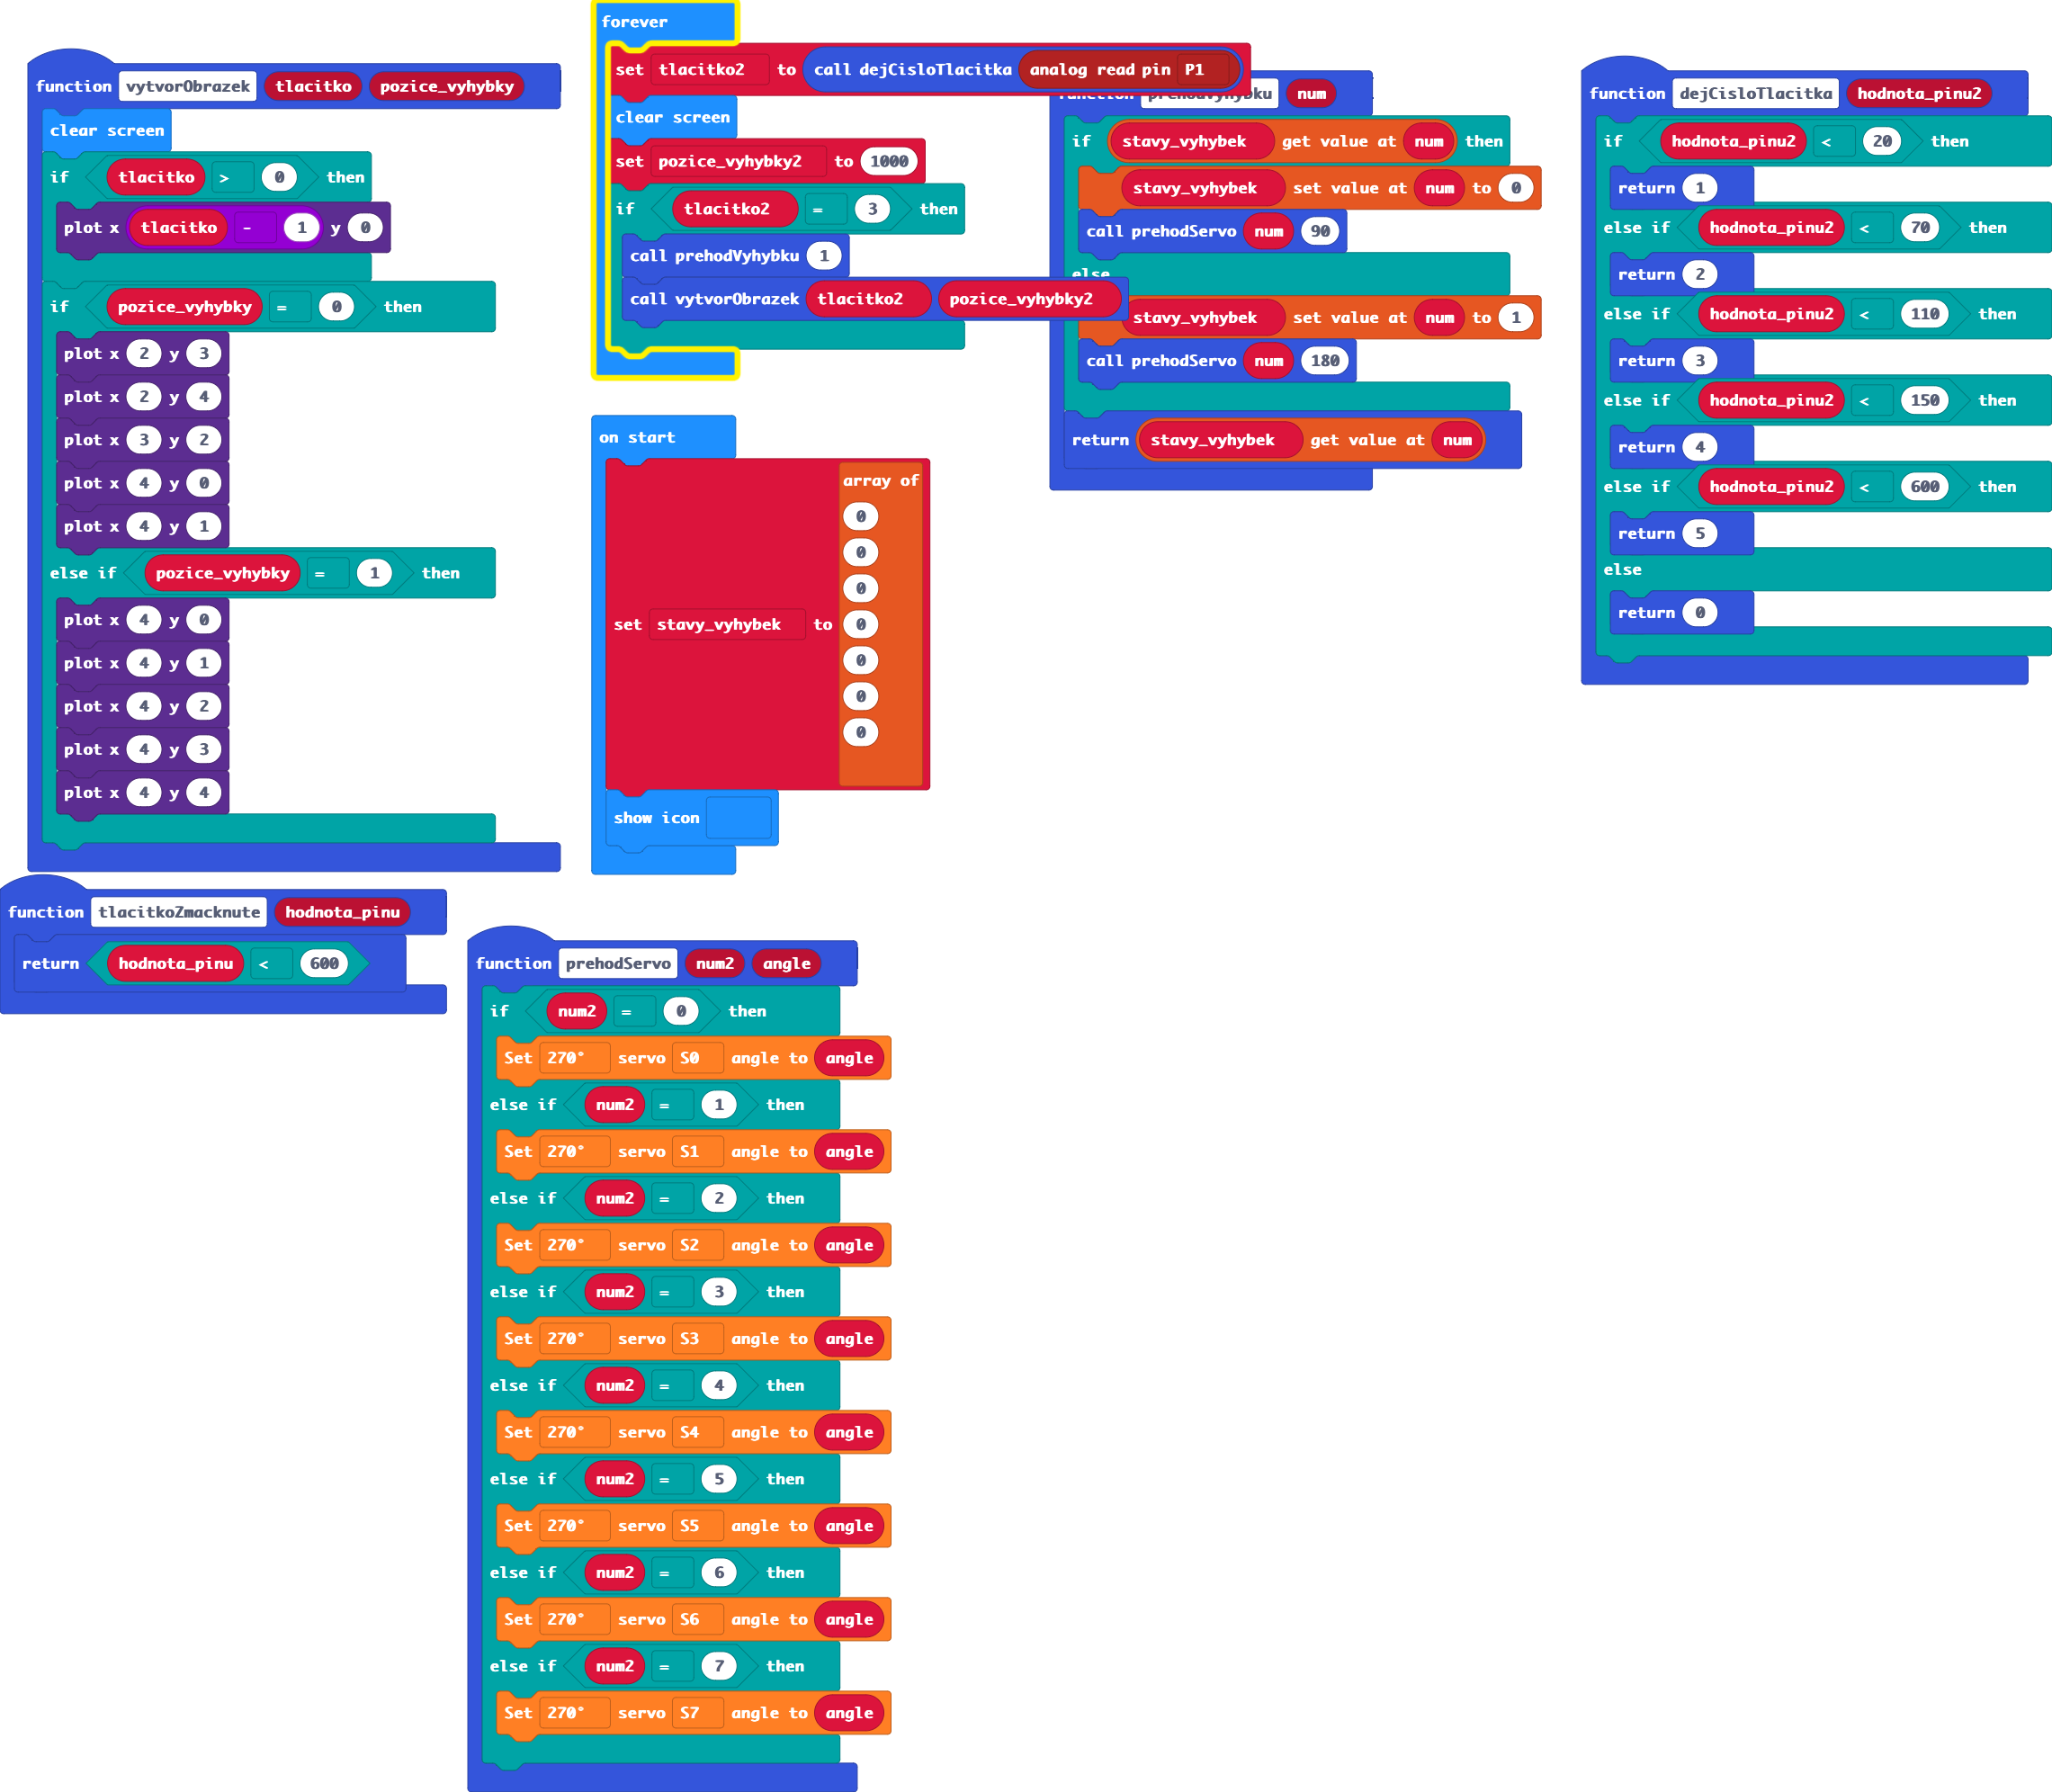 function vytvorObrazek tlacitko pozice_vyhybky
clear screen
if tlacitko > 0 then
plot x tlacitko - 1 y 0
if pozice_vyhybky = 0 then
plot x 2 y 3
plot x 2 y 4
plot x 3 y 2
plot x 4 y 0
plot x 4 y 1
else if pozice_vyhybky = 1 then
plot x 4 y 0
plot x 4 y 1
plot x 4 y 2
plot x 4 y 3
plot x 4 y 4
forever
set tlacitko2 to call dejCisloTlacitka analog read pin P1
clear screen
set pozice_vyhybky2 to 1000
if tlacitko2 = 3 then
call prehodVyhybku 1
call vytvorObrazek tlacitko2 pozice_vyhybky2
on start
set stavy_vyhybek to array of
0
0
0
0
0
0
0
show icon
function prehodVyhybku num
if stavy_vyhybek get value at num then
stavy_vyhybek set value at num to 0
call prehodServo num 90
else
stavy_vyhybek set value at num to 1
call prehodServo num 180
return stavy_vyhybek get value at num
function dejCisloTlacitka hodnota_pinu2
if hodnota_pinu2 < 20 then
return 1
else if hodnota_pinu2 < 70 then
return 2
else if hodnota_pinu2 < 110 then
return 3
else if hodnota_pinu2 < 150 then
return 4
else if hodnota_pinu2 < 600 then
return 5
else
return 0
function tlacitkoZmacknute hodnota_pinu
return hodnota_pinu < 600
function prehodServo num2 angle
if num2 = 0 then
Set 270° servo S0 angle to angle
else if num2 = 1 then
Set 270° servo S1 angle to angle
else if num2 = 2 then
Set 270° servo S2 angle to angle
else if num2 = 3 then
Set 270° servo S3 angle to angle
else if num2 = 4 then
Set 270° servo S4 angle to angle
else if num2 = 5 then
Set 270° servo S5 angle to angle
else if num2 = 6 then
Set 270° servo S6 angle to angle
else if num2 = 7 then
Set 270° servo S7 angle to angle